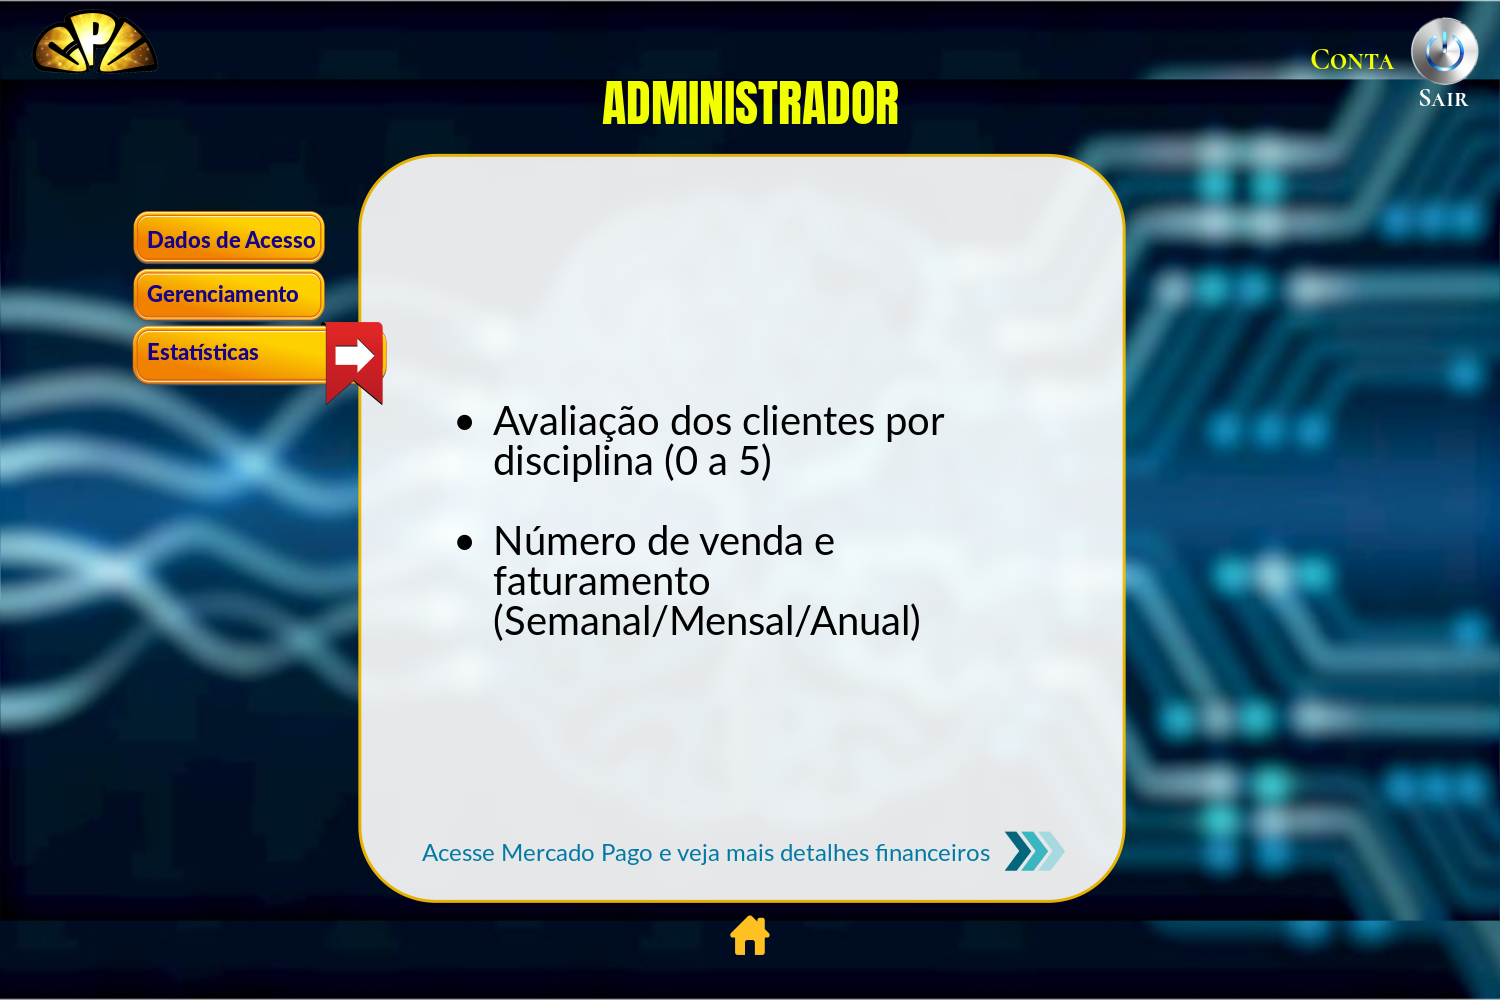 P
CONTA
SAIR
ADMINISTRADOR
Dados de Acesso
Gerenciamento
Estatísticas
• Avaliação dos clientes por
disciplina (0 a 5)
• Número de venda e
faturamento
(Semanal/Mensal/Anual)
Acesse Mercado Pago e veja mais detalhes financeiros